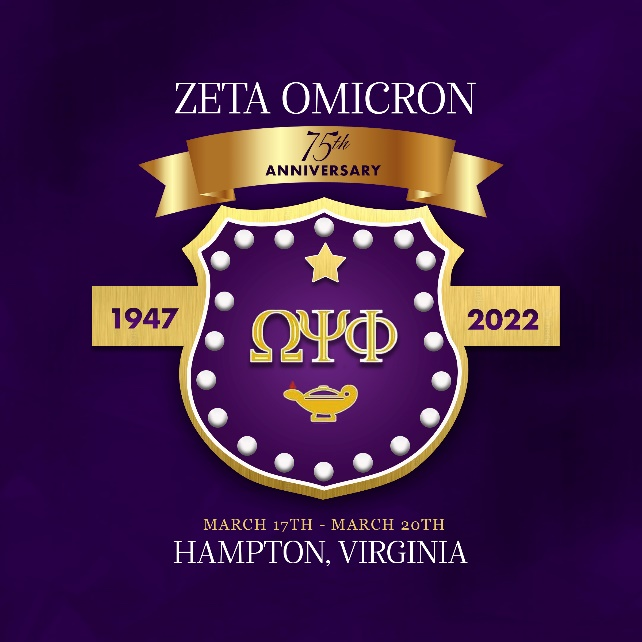 ZETA OMICRON
75th
ANNIVERSARY
1947
2022
ΩΨΦ
MARCH 17TH - MARCH 20TH
HAMPTON, VIRGINIA